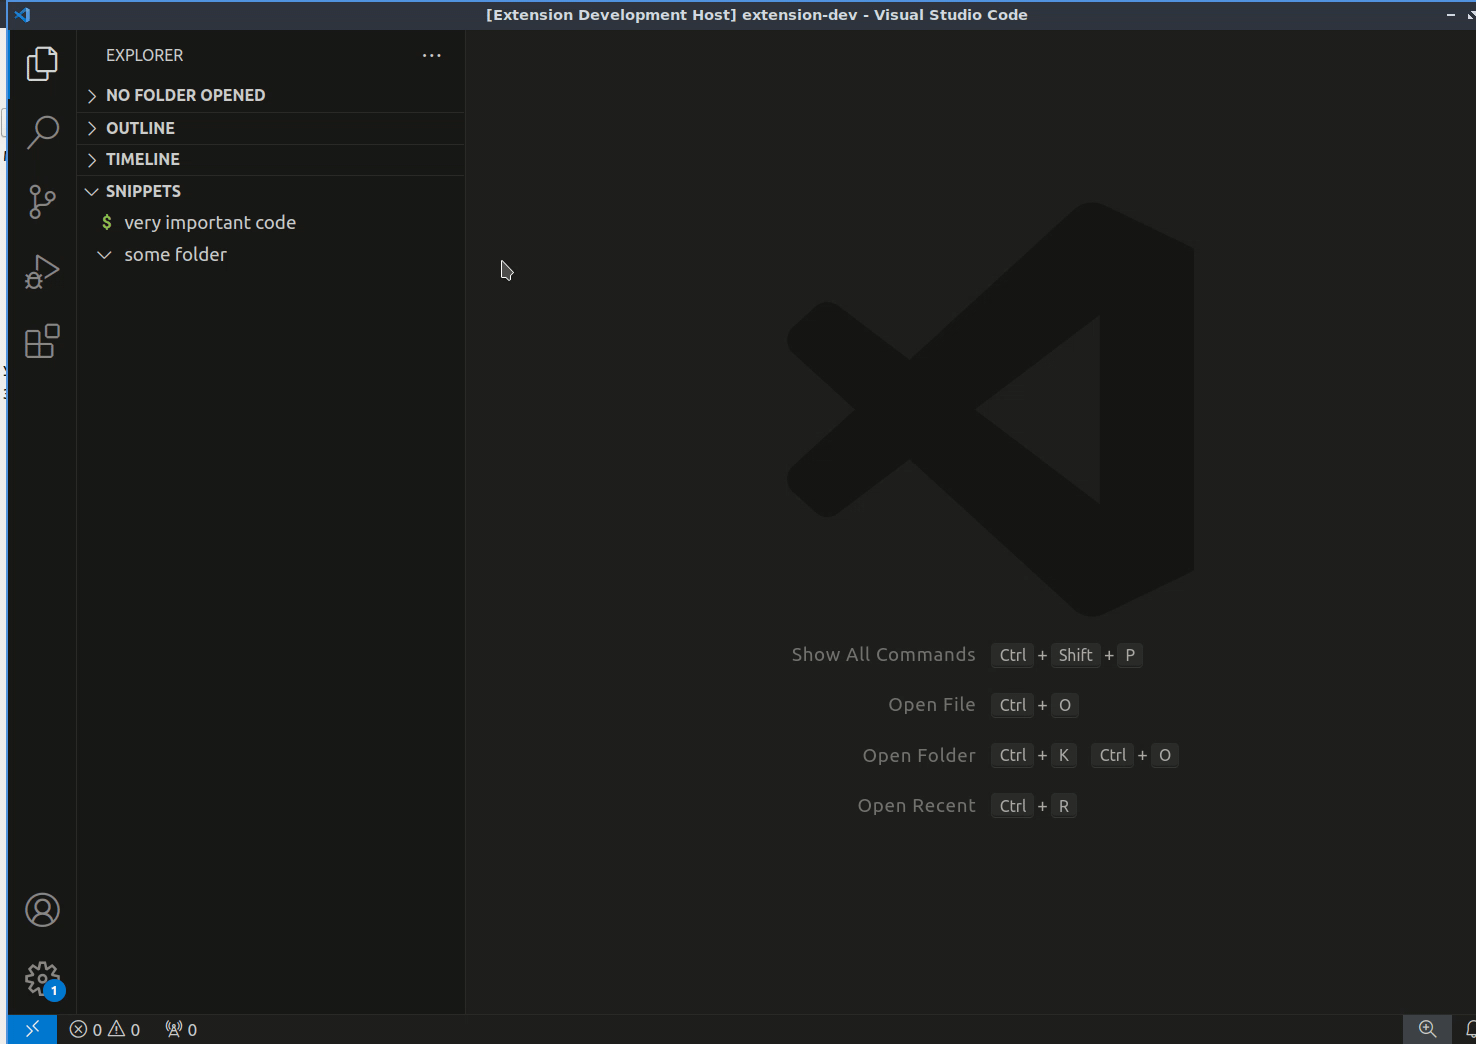 [Extension Development Host] extension-dev - Visual Studio Code
EXPLORER
NO FOLDER OPENED
OUTLINE
TIMELINE
SNIPPETS
$ very important code
some folder
Show All Commands Ctrl + Shift + P
Open File Ctrl + O
Open Folder Ctrl + K Ctrl + O
Open Recent Ctrl + R
1
0 0 0